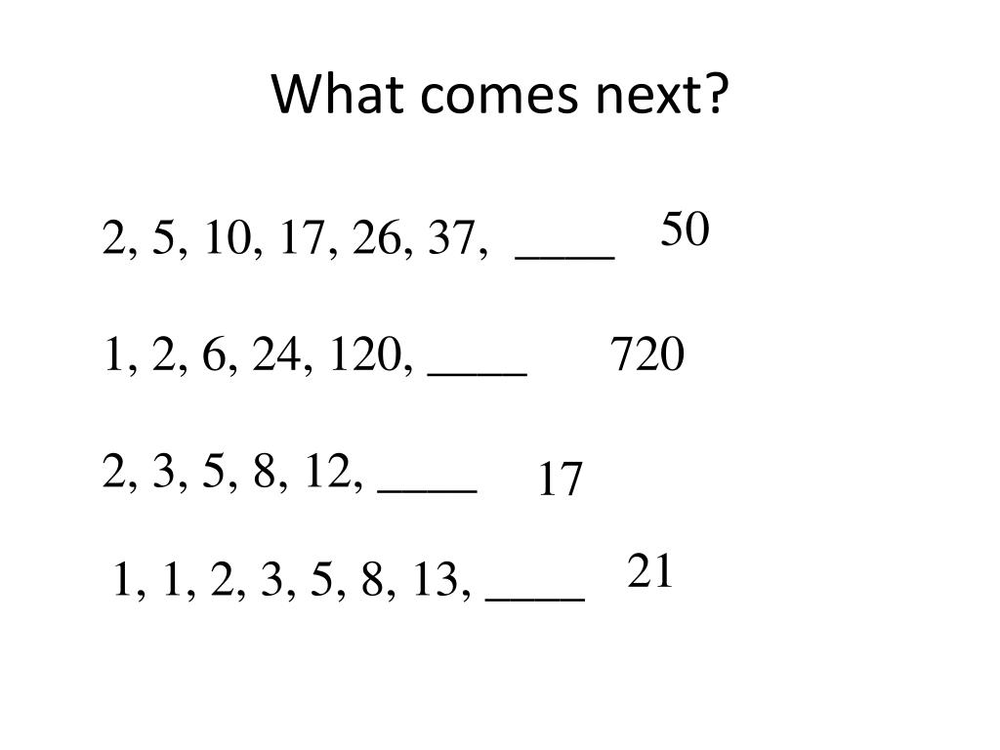 What comes next?
2, 5, 10, 17, 26, 37, ____ 50
1, 2, 6, 24, 120, ____ 720
2, 3, 5, 8, 12, ____ 17
1, 1, 2, 3, 5, 8, 13, ____ 21